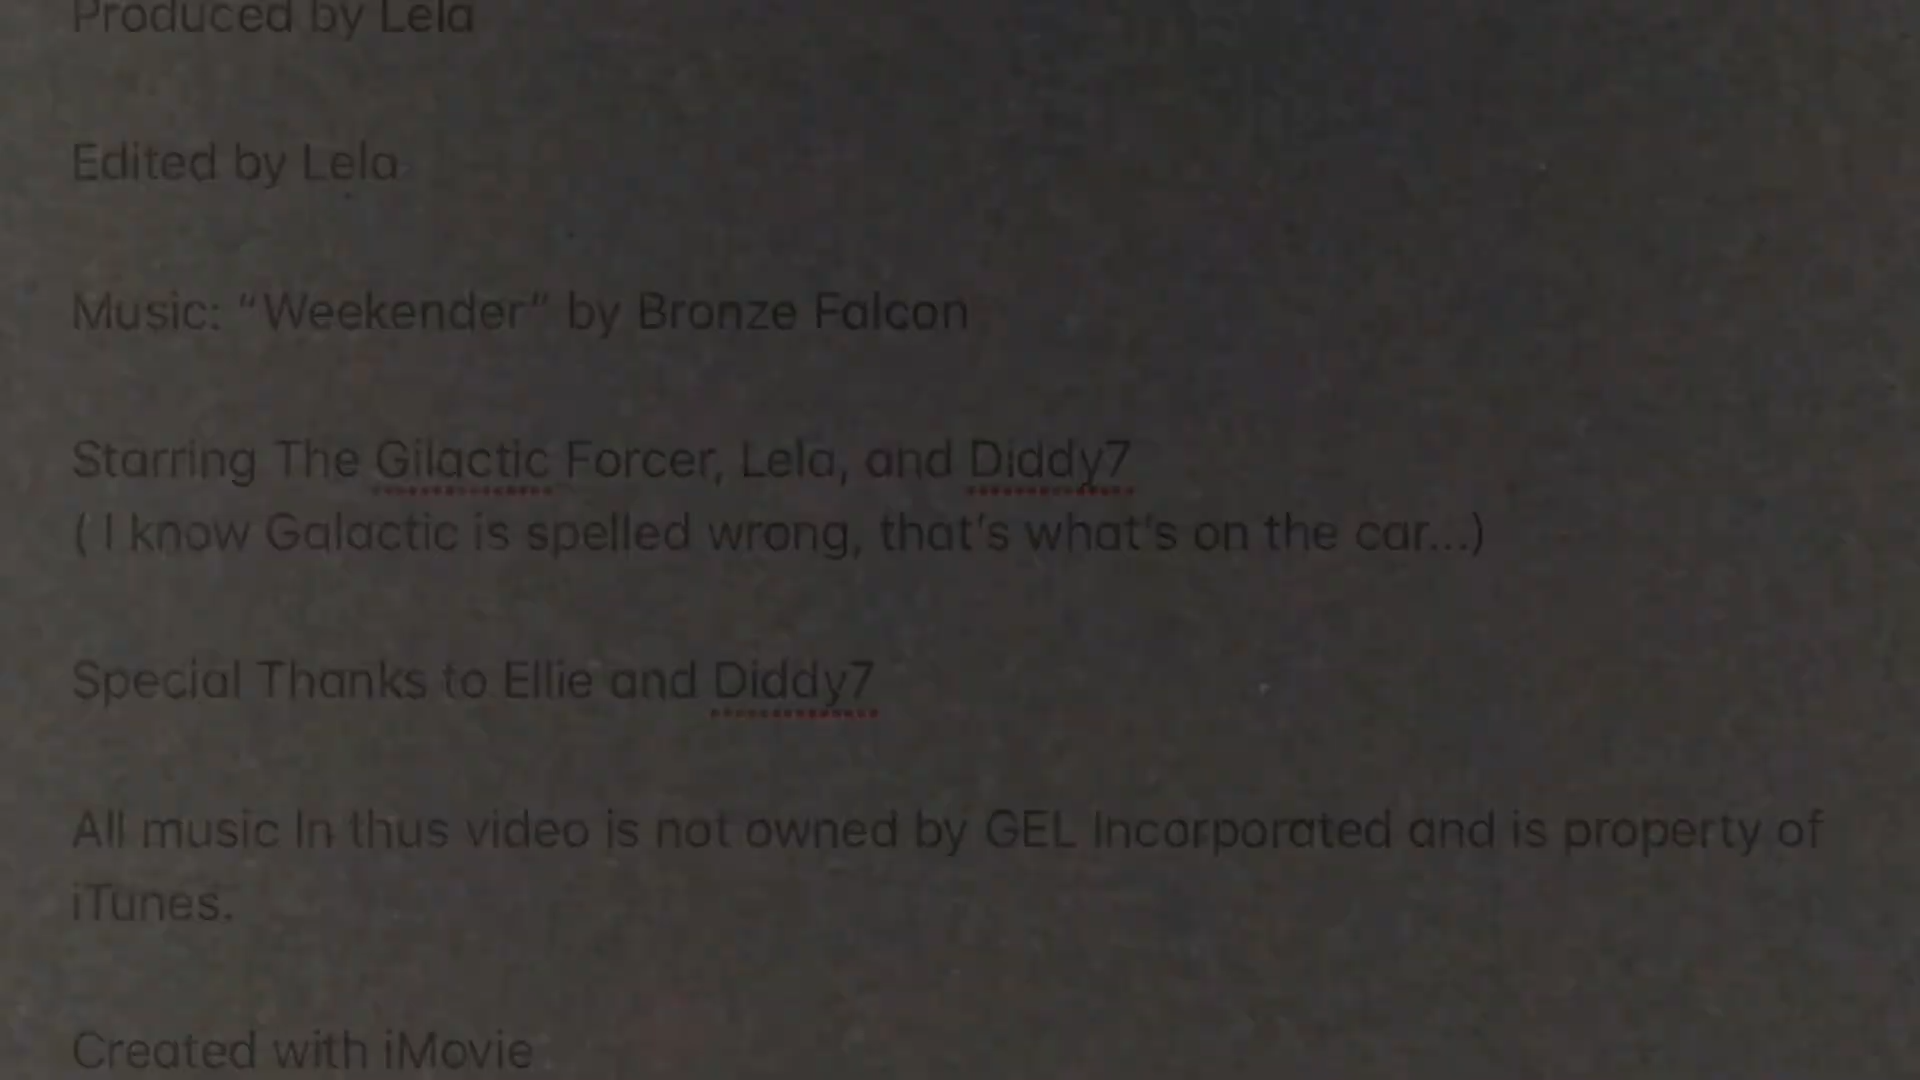 Produced by Lela
Edited by Lela
Music: “Weekender” by Bronze Falcon
Starring The Gilactic Forcer, Lela, and Diddy7
( I know Galactic is spelled wrong, that’s what’s on the car...)
Special Thanks to Ellie and Diddy7
All music In thus video is not owned by GEL Incorporated and is property of
iTunes.
Created with iMovie